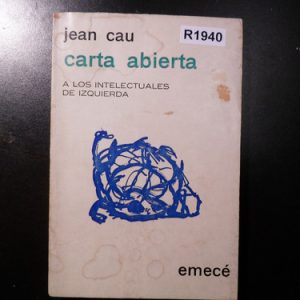 jean cau
R1940
carta abierta
A LOS INTELECTUALES
DE IZQUIERDA
emecé